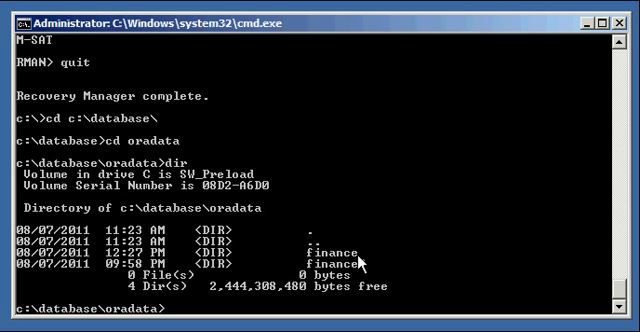 Administrator: C:\Windows\system32\cmd.exe
M-SAT
RMAN> quit
Recovery Manager complete.
c:\>cd c:\database\
c:\database>cd oradata
c:\database\oradata>dir
Volume in drive C is SW_Preload
Volume Serial Number is 08D2-A6D0
Directory of c:\database\oradata
08/07/2011 11:23 AM <DIR> .
08/07/2011 11:23 AM <DIR> ..
08/07/2011 12:27 PM <DIR> finance
08/07/2011 09:58 PM <DIR> finance
0 File(s) 0 bytes
4 Dir(s) 2,444,308,480 bytes free
c:\database\oradata>